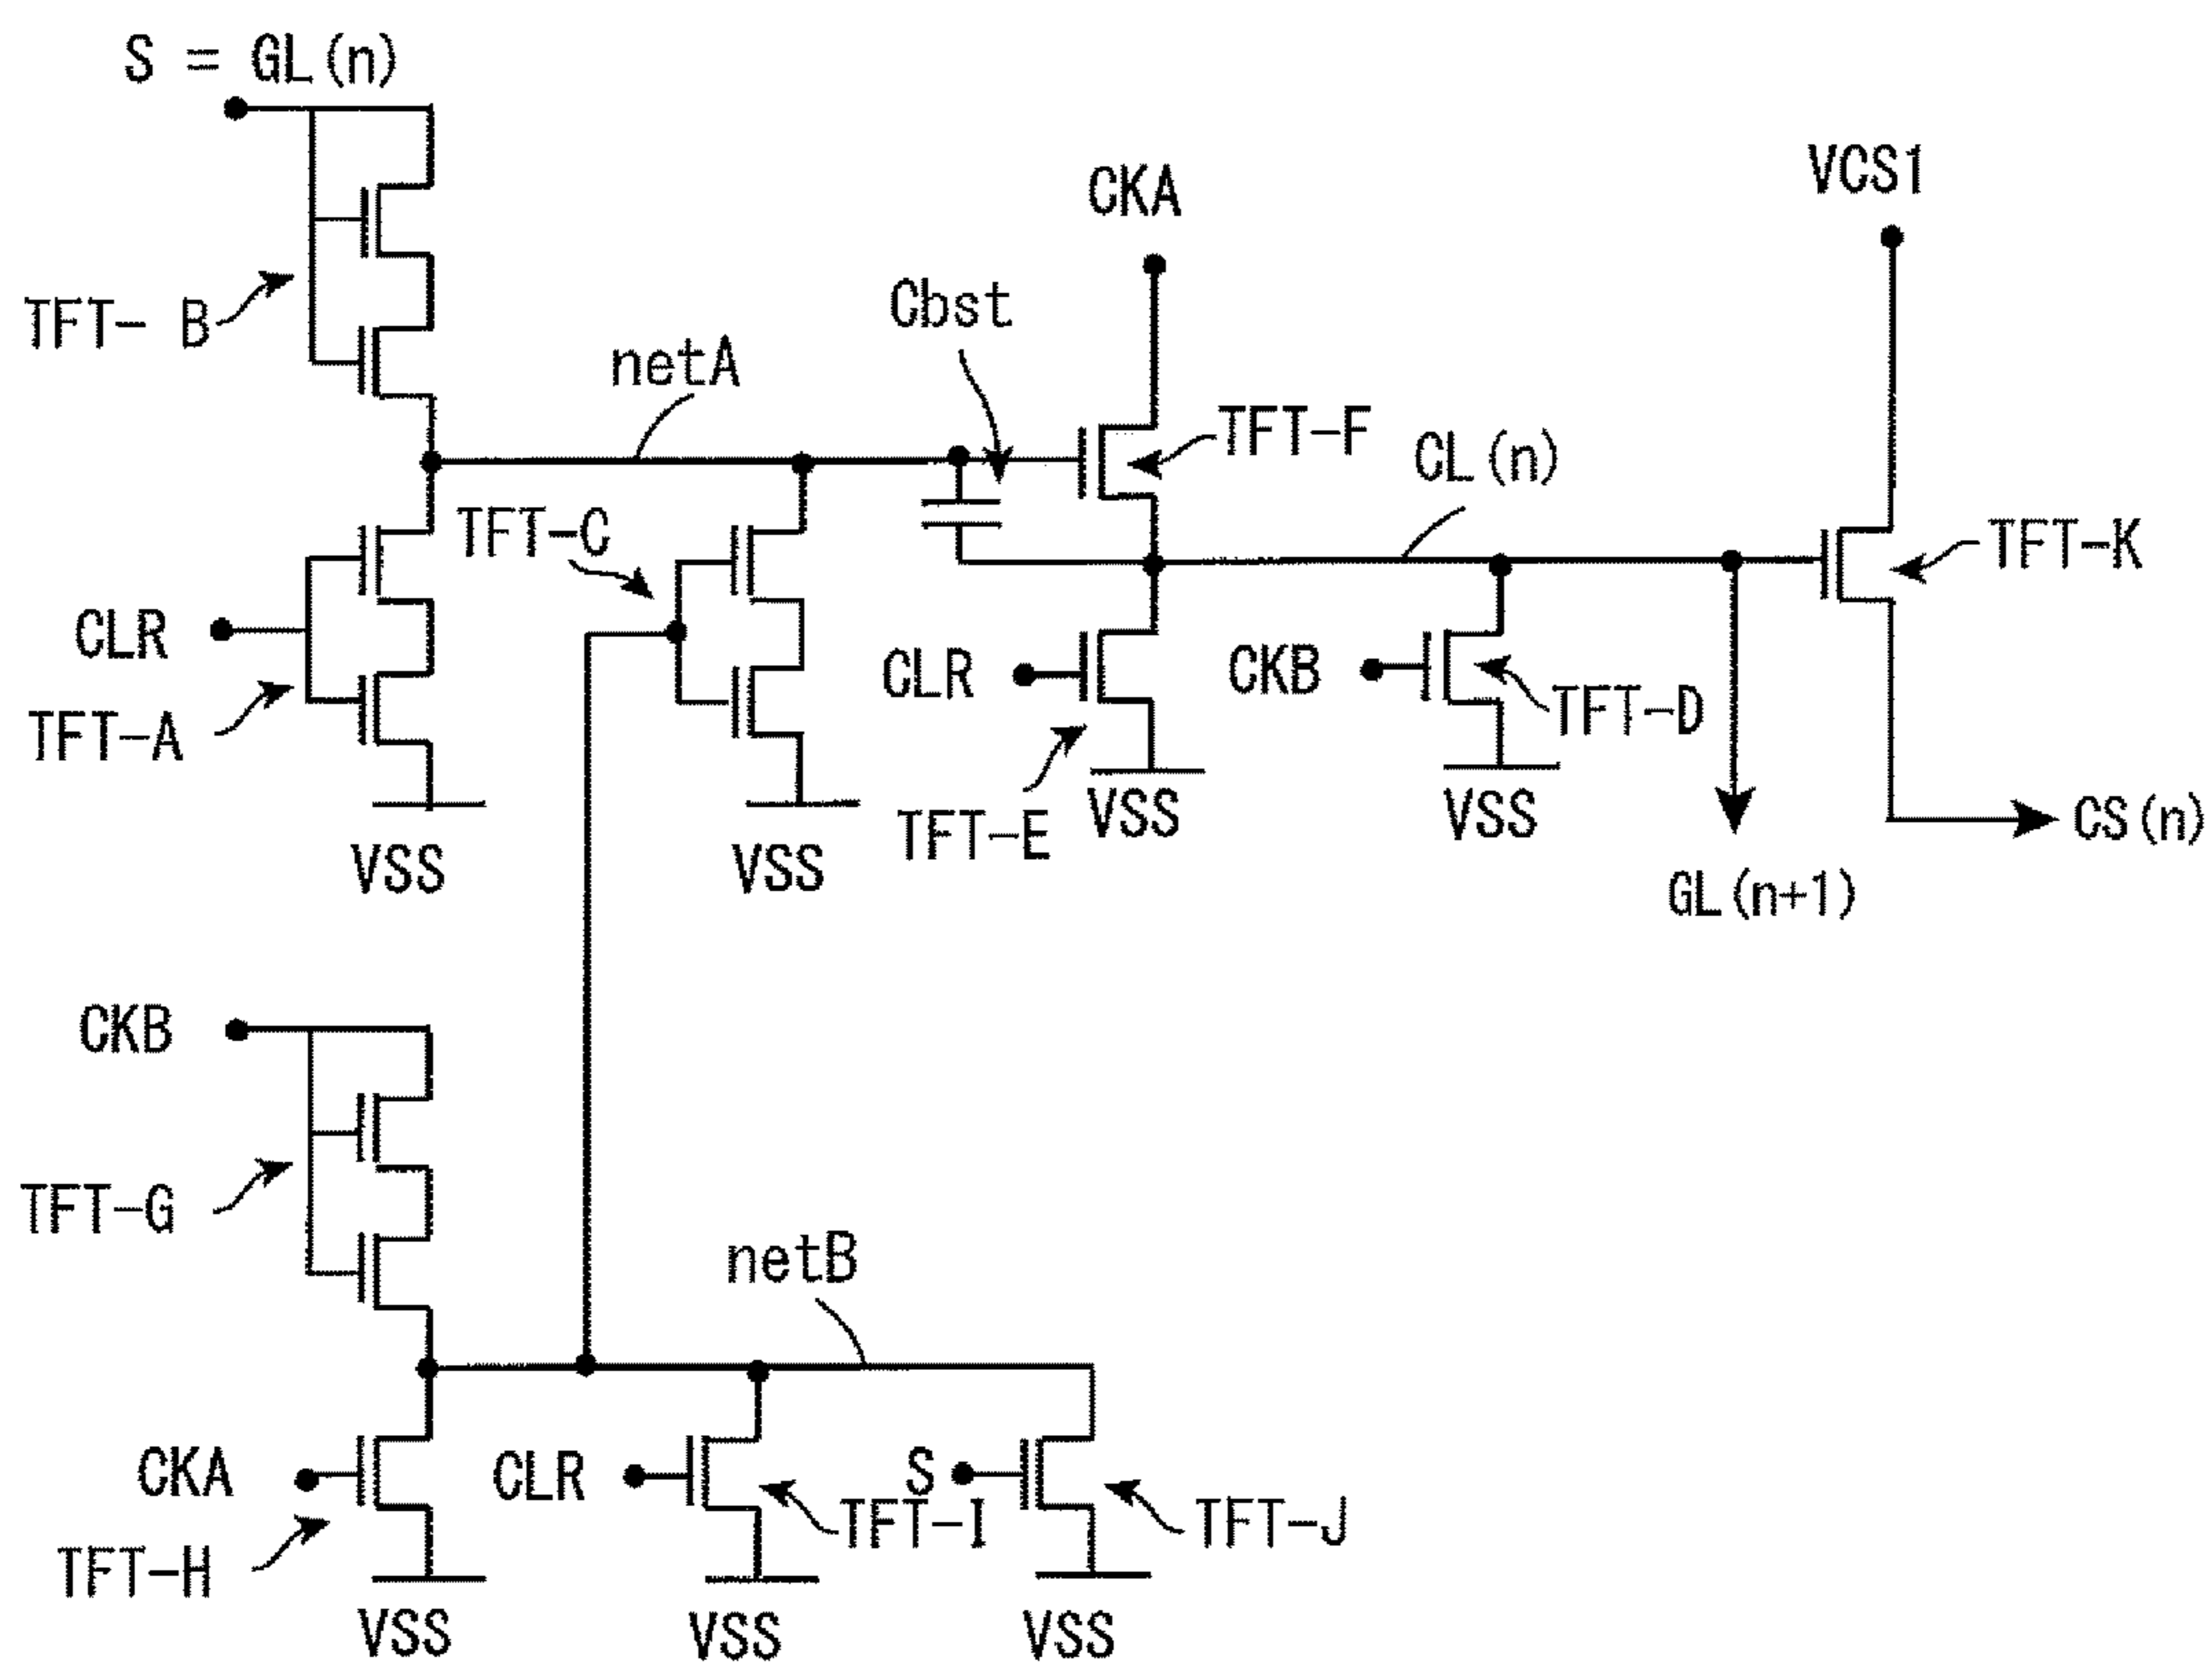 S = GL(n)
VCS1
CKA
Cbst
TFT- B
netA
TFT-F
CL(n)
TFT-C
TFT-K
CLR
CLR
CKB
TFT-D
TFT-A
VSS
VSS
TFT-E
CS(n)
VSS
VSS
GL(n+1)
CKB
TFT-G
netB
CKA
CLR
S
TFT-I
TFT-J
TFT-H
VSS
VSS
VSS